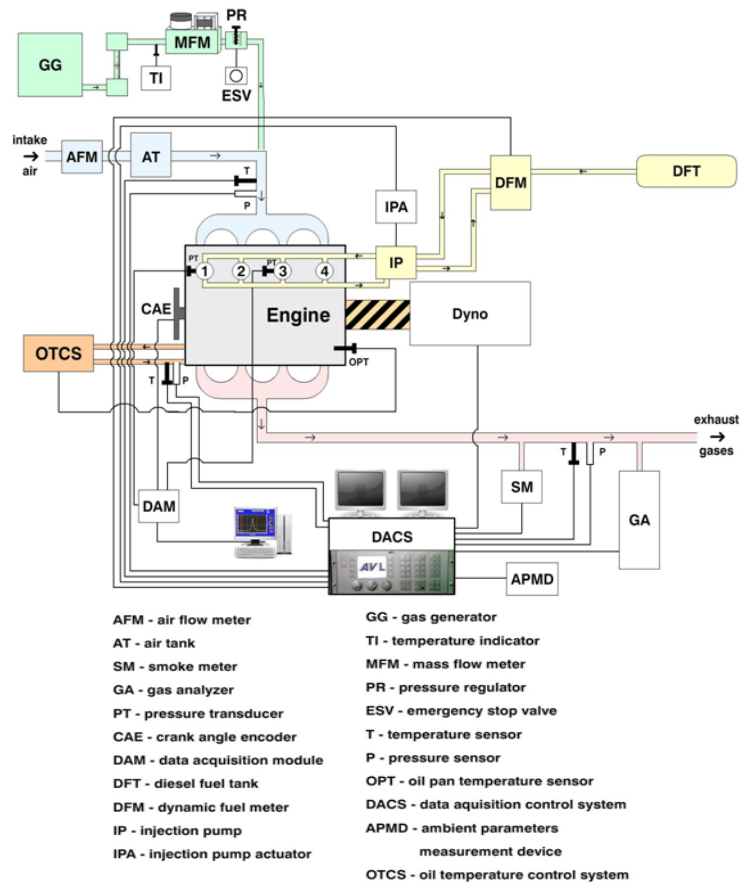 PR
MFM
GG
TI
ESV
intake
air
AFM
AT
T
P
IPA
DFM
DFT
IP
PT
PT
1
2
3
4
CAE
Engine
Dyno
OTCS
OPT
T
P
exhaust
gases
T
P
SM
GA
DAM
DACS
AVL
APMD
AFM - air flow meter
AT - air tank
SM - smoke meter
GA - gas analyzer
PT - pressure transducer
CAE - crank angle encoder
DAM - data acquisition module
DFT - diesel fuel tank
DFM - dynamic fuel meter
IP - injection pump
IPA - injection pump actuator
GG - gas generator
TI - temperature indicator
MFM - mass flow meter
PR - pressure regulator
ESV - emergency stop valve
T - temperature sensor
P - pressure sensor
OPT - oil pan temperature sensor
DACS - data aquisition control system
APMD - ambient parameters
measurement device
OTCS - oil temperature control system